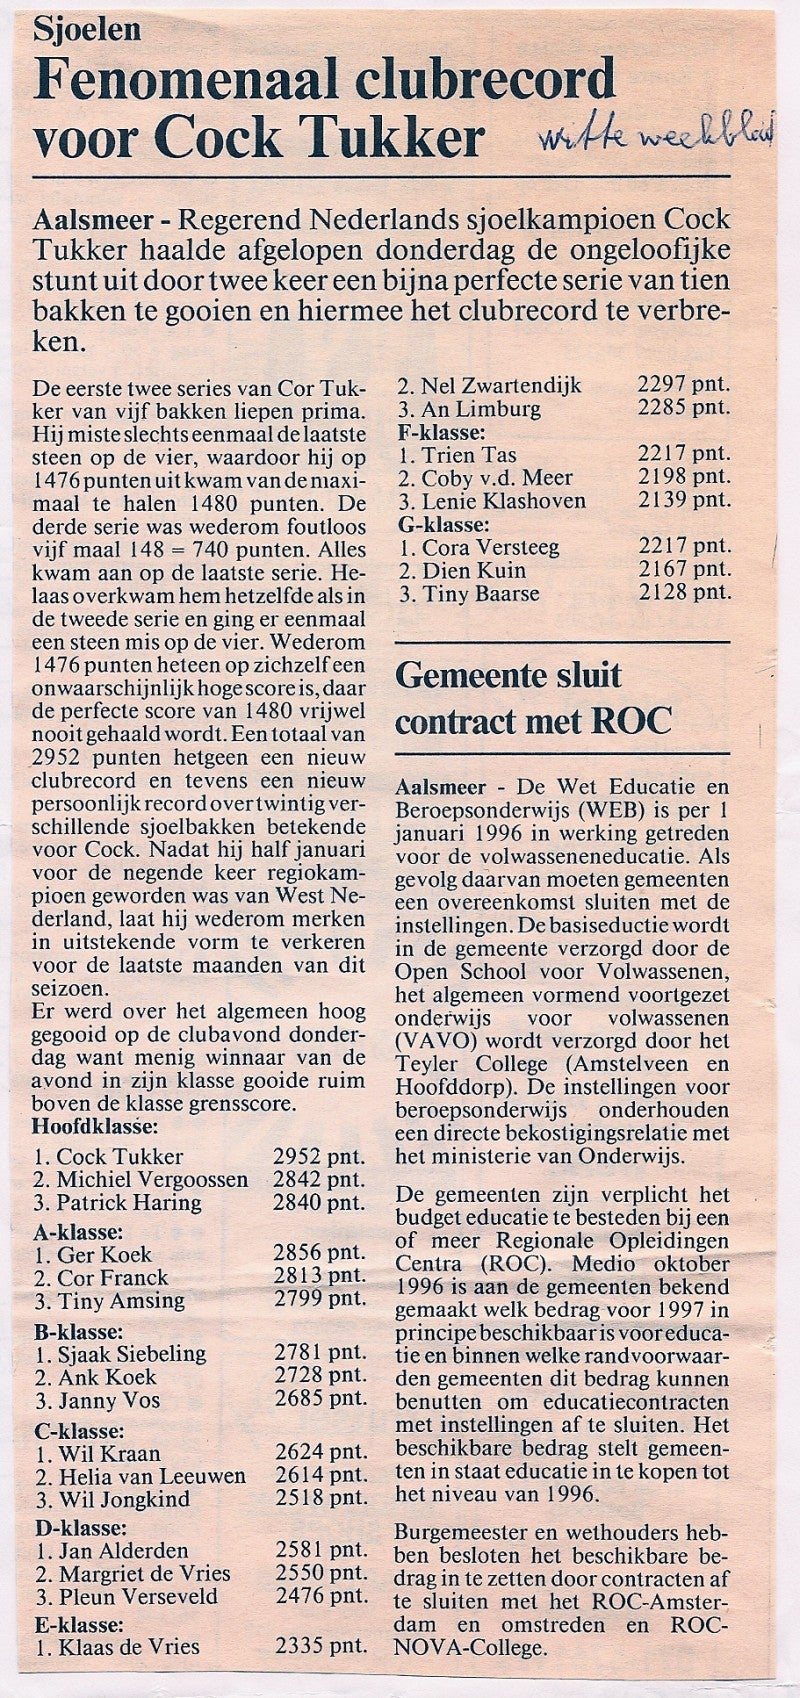 Sjoelen
Fenomenaal clubrecord
voor Cock Tukker
witte weekblad
Aalsmeer - Regerend Nederlands sjoelkampioen Cock
Tukker haalde afgelopen donderdag de ongeloofijke
stunt uit door twee keer een bijna perfecte serie van tien
bakken te gooien en hiermee het clubrecord te verbre-
ken.
De eerste twee series van Cor Tuk-
ker van vijf bakken liepen prima.
Hij miste slechts eenmaal de laatste
steen op de vier, waardoor hij op
1476 punten uit kwam van de maxi-
maal te halen 1480 punten. De
derde serie was wederom foutloos
vijf maal 148 = 740 punten. Alles
kwam aan op de laatste serie. He-
laas overkwam hem hetzelfde als in
de tweede serie en ging er eenmaal
een steen mis op de vier. Wederom
1476 punten heteen op zichzelf een
onwaarschijnlijk hoge score is, daar
de perfecte score van 1480 vrijwel
nooit gehaald wordt. Een totaal van
2952 punten hetgeen een nieuw
clubrecord en tevens een nieuw
persoonlijk record over twintig ver-
schillende sjoelbakken betekende
voor Cock. Nadat hij half januari
voor de negende keer regiokam-
pioen geworden was van West Ne-
derland, laat hij wederom merken
in uitstekende vorm te verkeren
voor de laatste maanden van dit
seizoen.
Er werd over het algemeen hoog
gegooid op de clubavond donder-
dag want menig winnaar van de
avond in zijn klasse gooide ruim
boven de klasse grensscore.
Hoofdklasse:
1. Cock Tukker 2952 pnt.
2. Michiel Vergoossen 2842 pnt.
3. Patrick Haring 2840 pnt.
A-klasse:
1. Ger Koek 2856 pnt.
2. Cor Franck 2813 pnt.
3. Tiny Amsing 2799 pnt.
B-klasse:
1. Sjaak Siebeling 2781 pnt.
2. Ank Koek 2728 pnt.
3. Janny Vos 2685 pnt.
C-klasse:
1. Wil Kraan 2624 pnt.
2. Helia van Leeuwen 2614 pnt.
3. Wil Jongkind 2518 pnt.
D-klasse:
1. Jan Alderden 2581 pnt.
2. Margriet de Vries 2550 pnt.
3. Pleun Verseveld 2476 pnt.
E-klasse:
1. Klaas de Vries 2335 pnt.
2. Nel Zwartendijk 2297 pnt.
3. An Limburg 2285 pnt.
F-klasse:
1. Trien Tas 2217 pnt.
2. Coby v.d. Meer 2198 pnt.
3. Lenie Klashoven 2139 pnt.
G-klasse:
1. Cora Versteeg 2217 pnt.
2. Dien Kuin 2167 pnt.
3. Tiny Baarse 2128 pnt.
Gemeente sluit
contract met ROC
Aalsmeer - De Wet Educatie en
Beroepsonderwijs (WEB) is per 1
januari 1996 in werking getreden
voor de volwasseneneducatie. Als
gevolg daarvan moeten gemeenten
een overeenkomst sluiten met de
instellingen. De basiseductie wordt
in de gemeente verzorgd door de
Open School voor Volwassenen,
het algemeen vormend voortgezet
onderwijs voor volwassenen
(VAVO) wordt verzorgd door het
Teyler College (Amstelveen en
Hoofddorp). De instellingen voor
beroepsonderwijs onderhouden
een directe bekostigingsrelatie met
het ministerie van Onderwijs.
De gemeenten zijn verplicht het
budget educatie te besteden bij een
of meer Regionale Opleidingen
Centra (ROC). Medio oktober
1996 is aan de gemeenten bekend
gemaakt welk bedrag voor 1997 in
principe beschikbaar is voor educa-
tie en binnen welke randvoorwaar-
den gemeenten dit bedrag kunnen
benutten om educatiecontracten
met instellingen af te sluiten. Het
beschikbare bedrag stelt gemeen-
ten in staat educatie in te kopen tot
het niveau van 1996.
Burgemeester en wethouders heb-
ben besloten het beschikbare be-
drag in te zetten door contracten af
te sluiten met het ROC-Amster-
dam en omstreden en ROC-
NOVA-College.